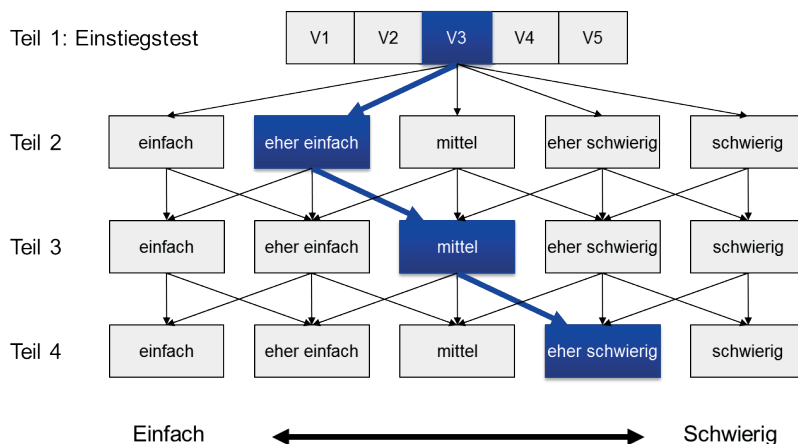 Teil 1: Einstiegstest V1 V2 V3 V4 V5
Teil 2 einfach eher einfach mittel eher schwierig schwierig
Teil 3 einfach eher einfach mittel eher schwierig schwierig
Teil 4 einfach eher einfach mittel eher schwierig schwierig
Einfach Schwierig